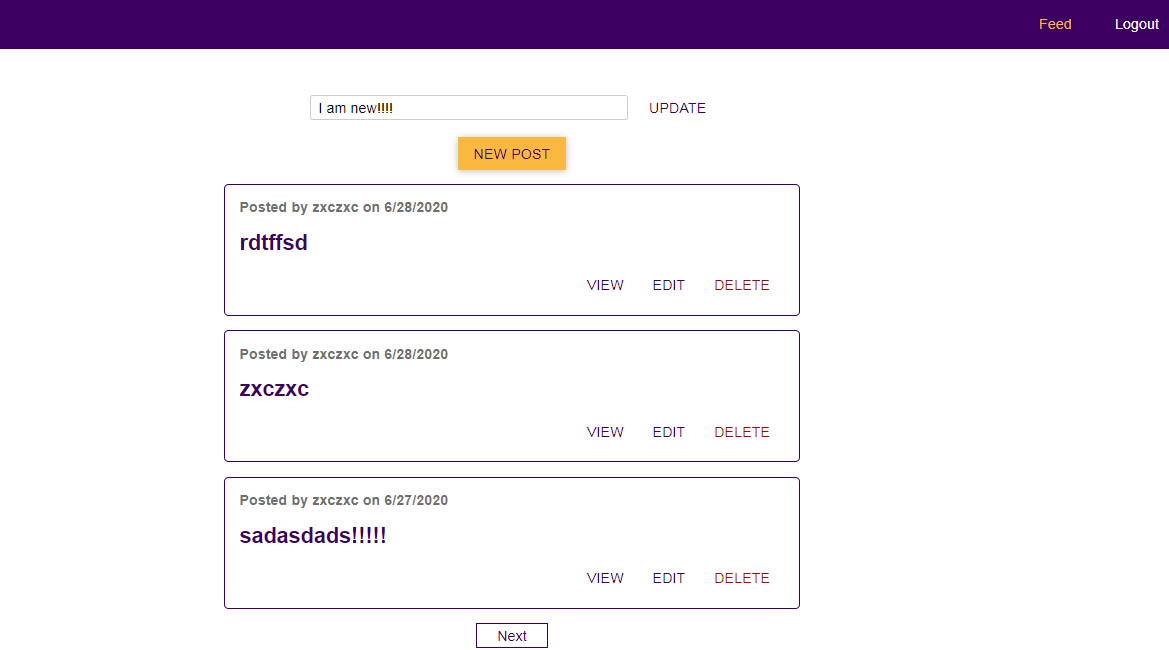 Feed Logout
I am new!!!! UPDATE
NEW POST
Posted by zxczxc on 6/28/2020
rdtffsd
VIEW EDIT DELETE
Posted by zxczxc on 6/28/2020
zxczxc
VIEW EDIT DELETE
Posted by zxczxc on 6/27/2020
sadasdads!!!!!
VIEW EDIT DELETE
Next